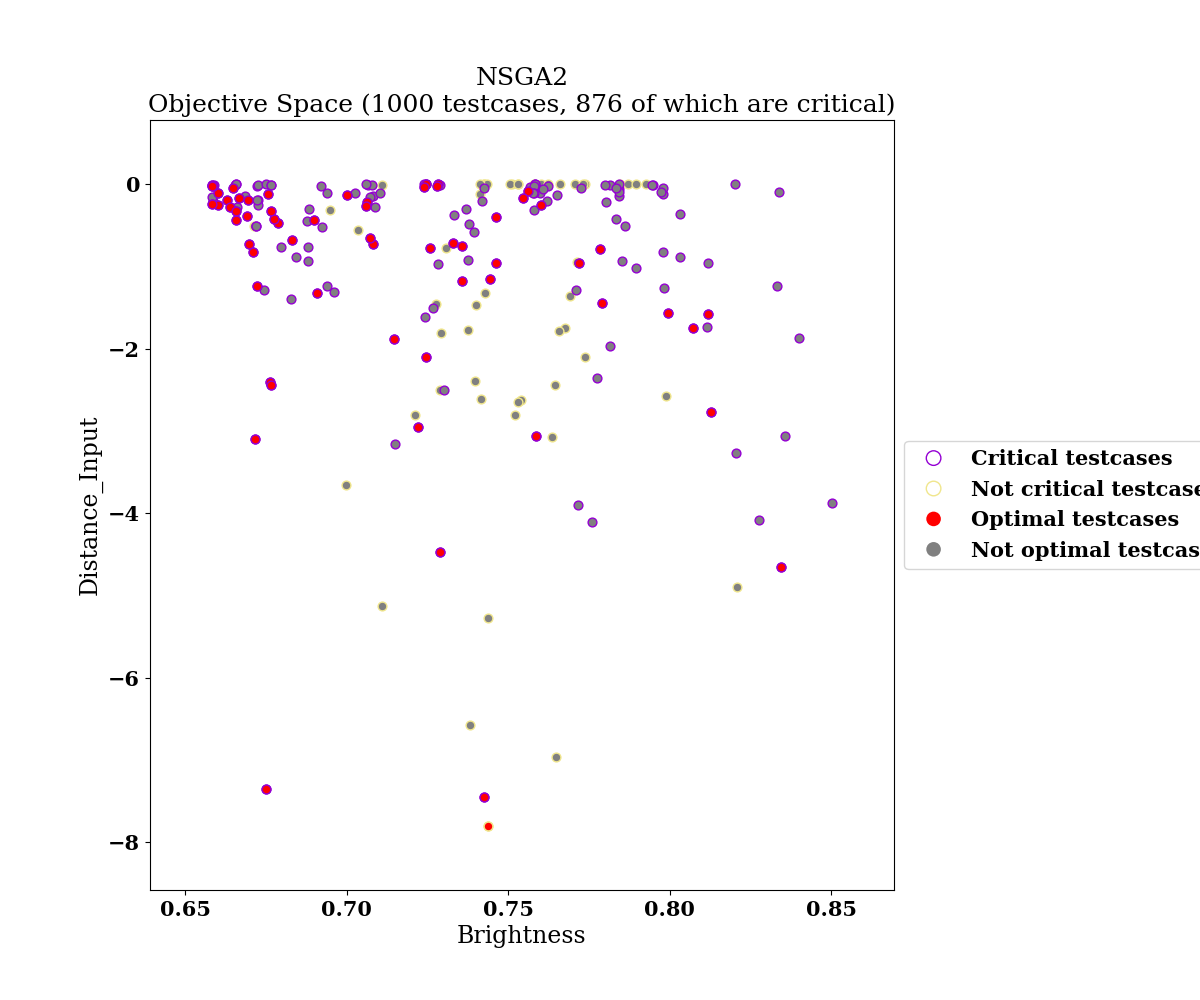 NSGA2
Objective Space (1000 testcases, 876 of which are critical)
0
−2
−4
−6
−8
Distance_Input
0.65 0.70 0.75 0.80 0.85
Brightness
Critical testcases
Not critical testcase
Optimal testcases
Not optimal testcas